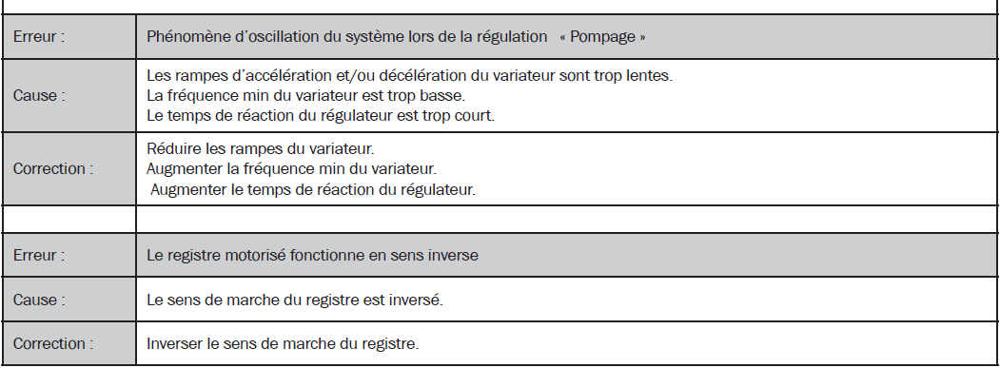 Erreur : Phénomène d'oscillation du système lors de la régulation « Pompage »
Cause : Les rampes d'accélération et/ou décélération du variateur sont trop lentes.
La fréquence min du variateur est trop basse.
Le temps de réaction du régulateur est trop court.
Correction : Réduire les rampes du variateur.
Augmenter la fréquence min du variateur.
Augmenter le temps de réaction du régulateur.
Erreur : Le registre motorisé fonctionne en sens inverse
Cause : Le sens de marche du registre est inversé.
Correction : Inverser le sens de marche du registre.